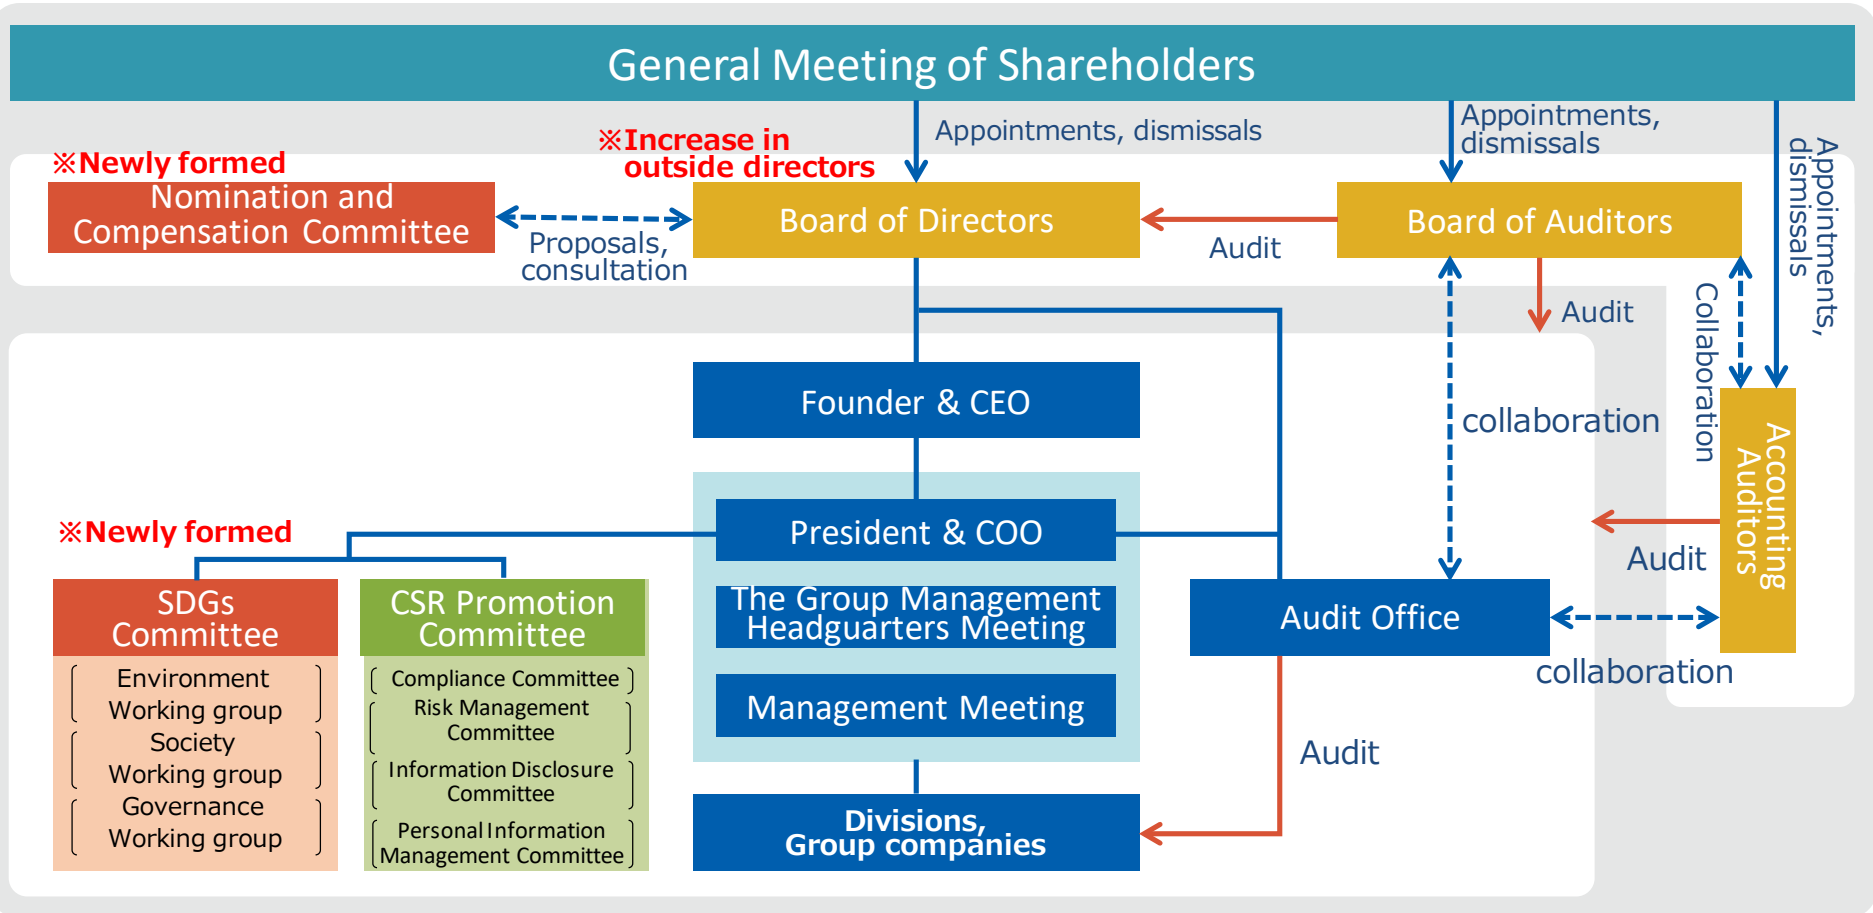 General Meeting of Shareholders
Appointments, dismissals
Appointments,
dismissals
Appointments,
dismissals
※Newly formed
※Increase in
outside directors
Nomination and
Compensation Committee
Proposals,
consultation
Board of Directors
Audit
Board of Auditors
Audit
Collaboration
Founder & CEO
collaboration
Accounting
Auditors
※Newly formed
President & COO
Audit
The Group Management
Headguarters Meeting
Audit Office
collaboration
Management Meeting
Audit
Divisions,
Group companies
SDGs
Committee
Environment
Working group
Society
Working group
Governance
Working group
CSR Promotion
Committee
Compliance Committee
Risk Management
Committee
Information Disclosure
Committee
Personal Information
Management Committee